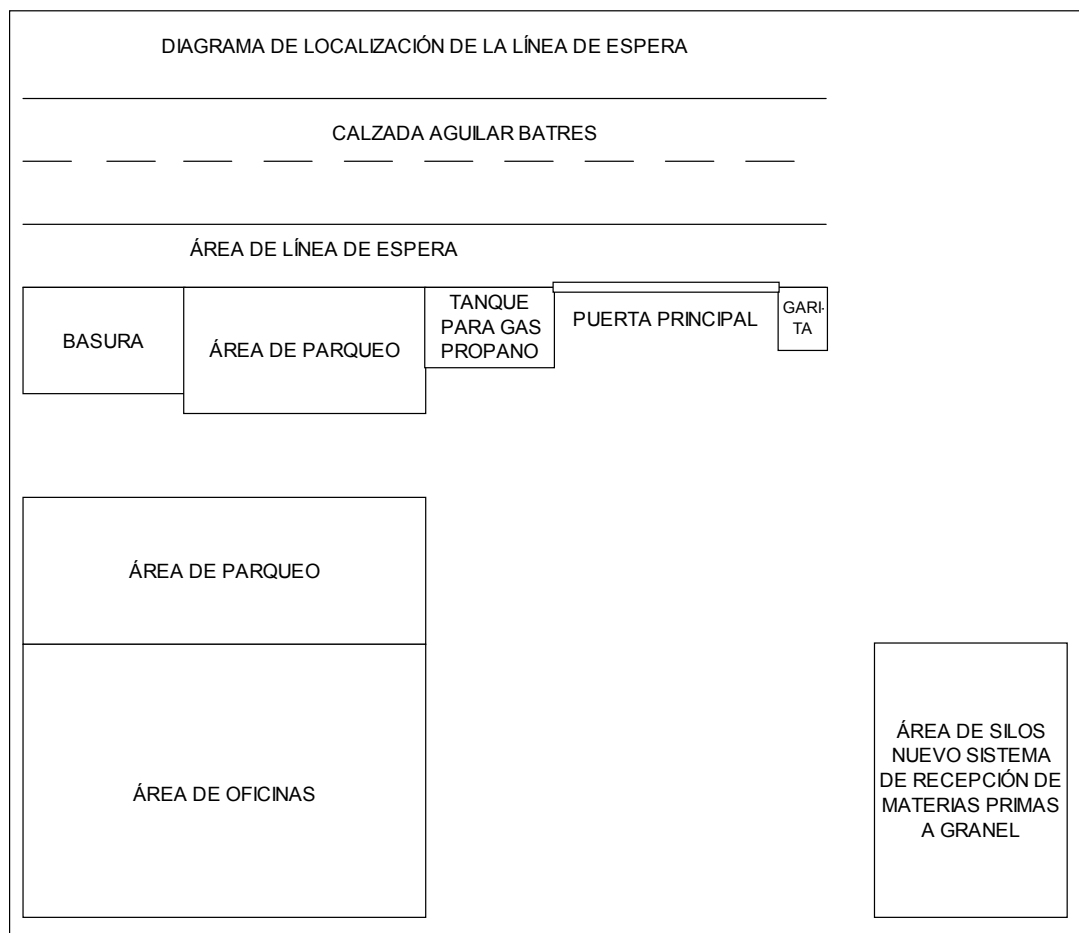 DIAGRAMA DE LOCALIZACIÓN DE LA LÍNEA DE ESPERA
CALZADA AGUILAR BATRES
ÁREA DE LÍNEA DE ESPERA
BASURA
ÁREA DE PARQUEO
TANQUE
PARA GAS
PROPANO
PUERTA PRINCIPAL
GARI-
TA
ÁREA DE PARQUEO
ÁREA DE OFICINAS
ÁREA DE SILOS
NUEVO SISTEMA
DE RECEPCIÓN DE
MATERIAS PRIMAS
A GRANEL